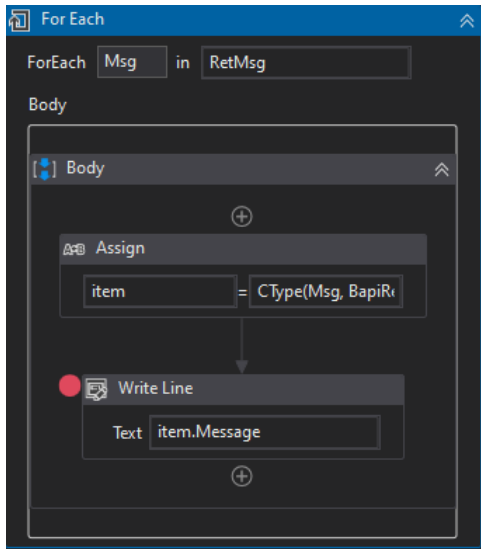 For Each
ForEach Msg in RetMsg
Body
Body
A=B Assign
item = CType(Msg, BapiRe
Write Line
Text item.Message